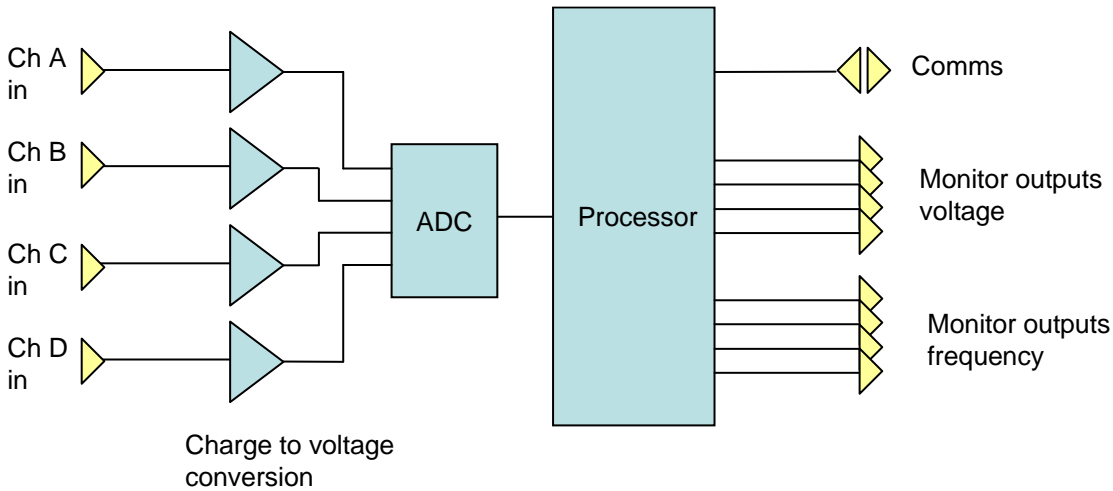 Ch A
in
Ch B
in
Ch C
in
Ch D
in
Charge to voltage
conversion
ADC
Processor
Comms
Monitor outputs
voltage
Monitor outputs
frequency